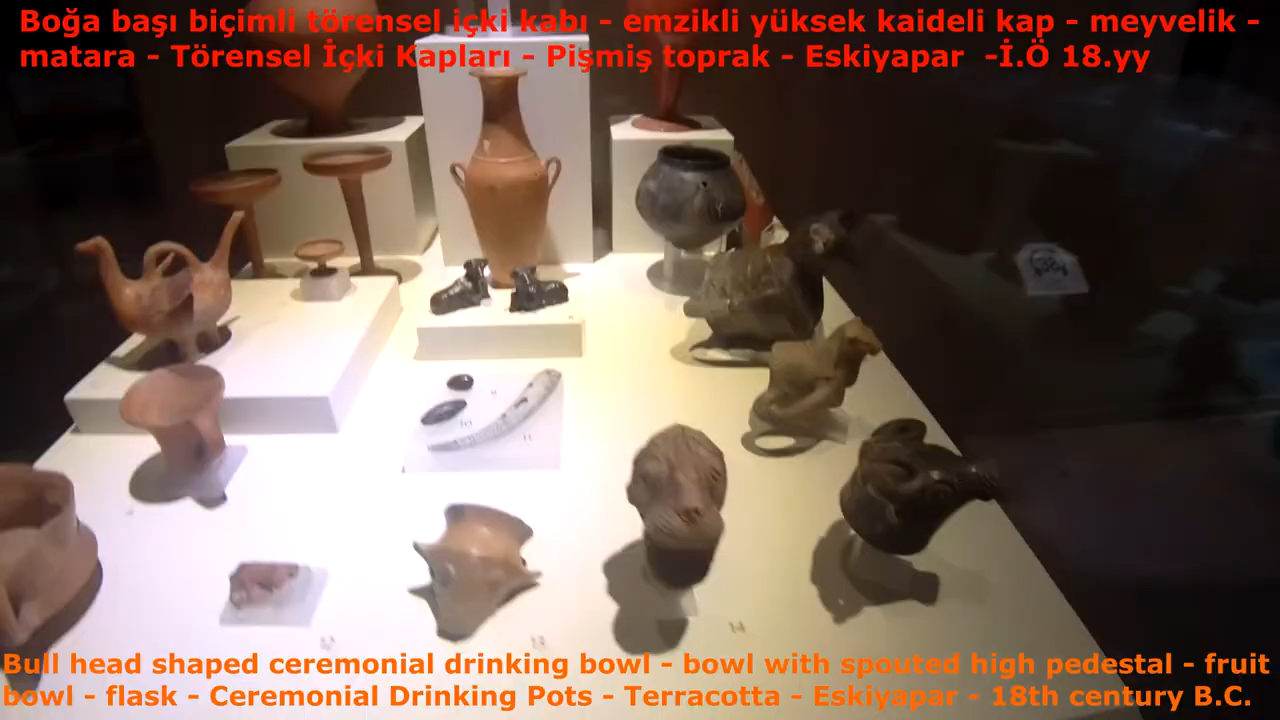 Boğa başı biçimli törensel içki kabı - emzikli yüksek kaideli kap - meyvelik -
matara - Törensel İçki Kapları - Pişmiş toprak - Eskiyapar -İ.Ö 18.yy
11
14
Bull head shaped ceremonial drinking bowl - bowl with spouted high pedestal - fruit
bowl - flask - Ceremonial Drinking Pots - Terracotta - Eskiyapar - 18th century B.C.